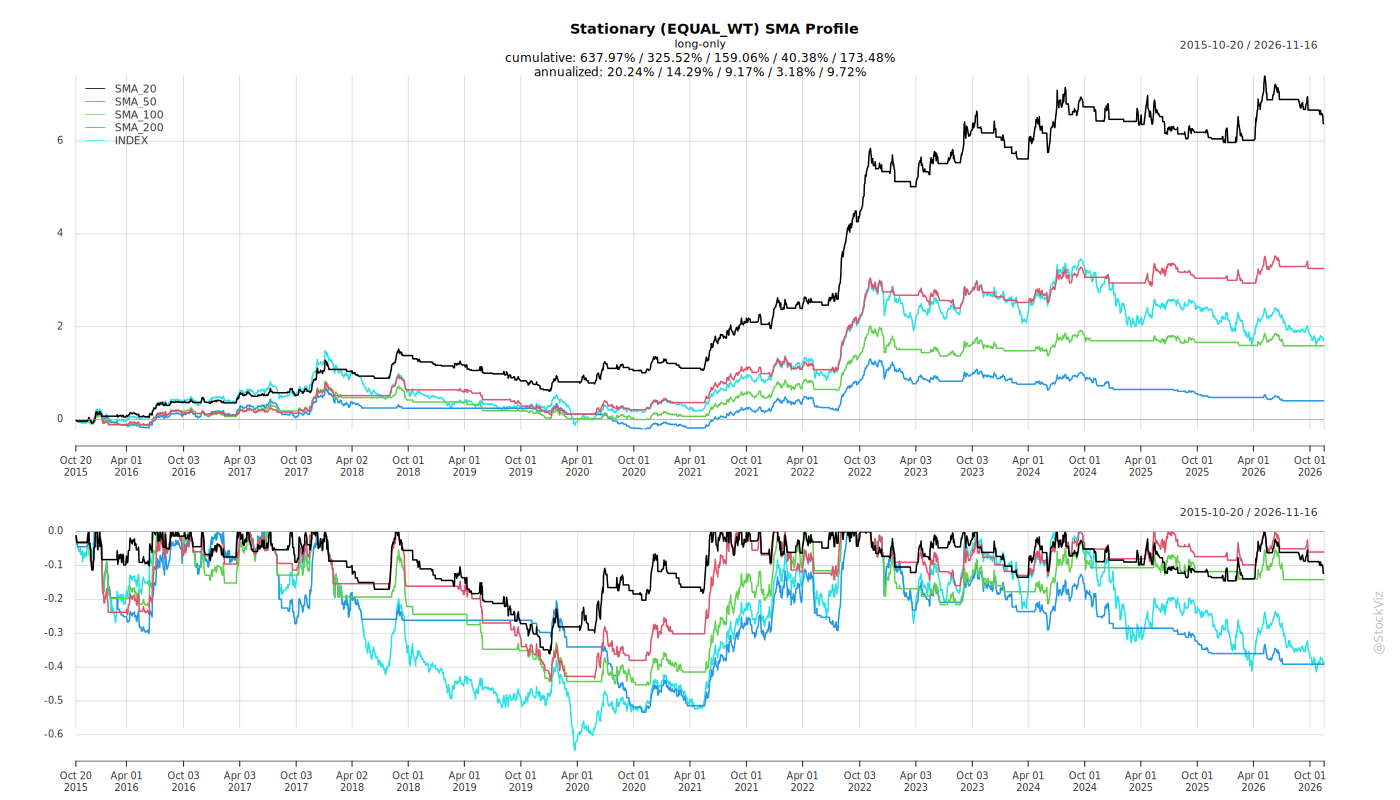 Stationary (EQUAL_WT) SMA Profile
long-only
2015-10-20 / 2026-11-16
cumulative: 637.97% / 325.52% / 159.06% / 40.38% / 173.48%
annualized: 20.24% / 14.29% / 9.17% / 3.18% / 9.72%
SMA_20
SMA_50
SMA_100
SMA_200
INDEX
6
4
2
0
Oct 20 Apr 01 Oct 03 Apr 03 Oct 03 Apr 02 Oct 01 Apr 01 Oct 01 Apr 01 Oct 01 Apr 01 Oct 01 Apr 01 Oct 03 Apr 03 Oct 03 Apr 01 Oct 01 Apr 01 Oct 01 Apr 01 Oct 01
2015 2016 2016 2017 2017 2018 2018 2019 2019 2020 2020 2021 2021 2022 2022 2023 2023 2024 2024 2025 2025 2026 2026
2015-10-20 / 2026-11-16
0.0
-0.1
-0.2
-0.3
-0.4
-0.5
-0.6
Oct 20 Apr 01 Oct 03 Apr 03 Oct 03 Apr 02 Oct 01 Apr 01 Oct 01 Apr 01 Oct 01 Apr 01 Oct 01 Apr 01 Oct 03 Apr 03 Oct 03 Apr 01 Oct 01 Apr 01 Oct 01 Apr 01 Oct 01
2015 2016 2016 2017 2017 2018 2018 2019 2019 2020 2020 2021 2021 2022 2022 2023 2023 2024 2024 2025 2025 2026 2026
@StockViz